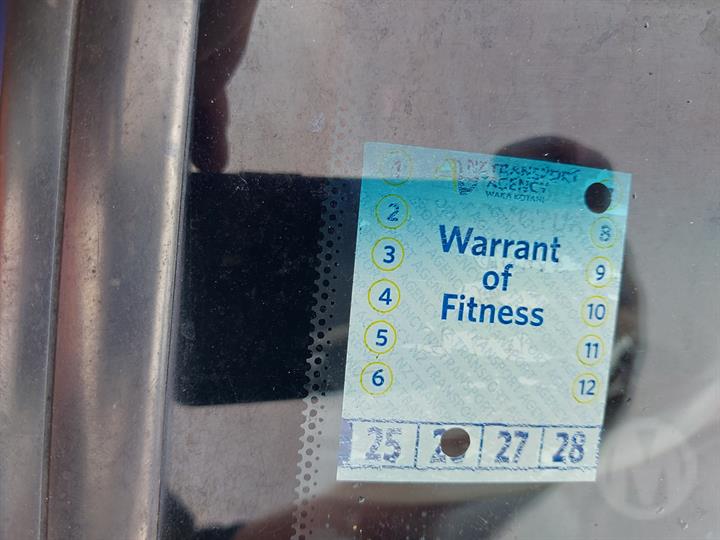 NZ TRANSPORT
AGENCY
WAKA KOTAHI
Warrant
of
Fitness
1
2
3
4
5
6
8
9
10
11
12
25 27 28